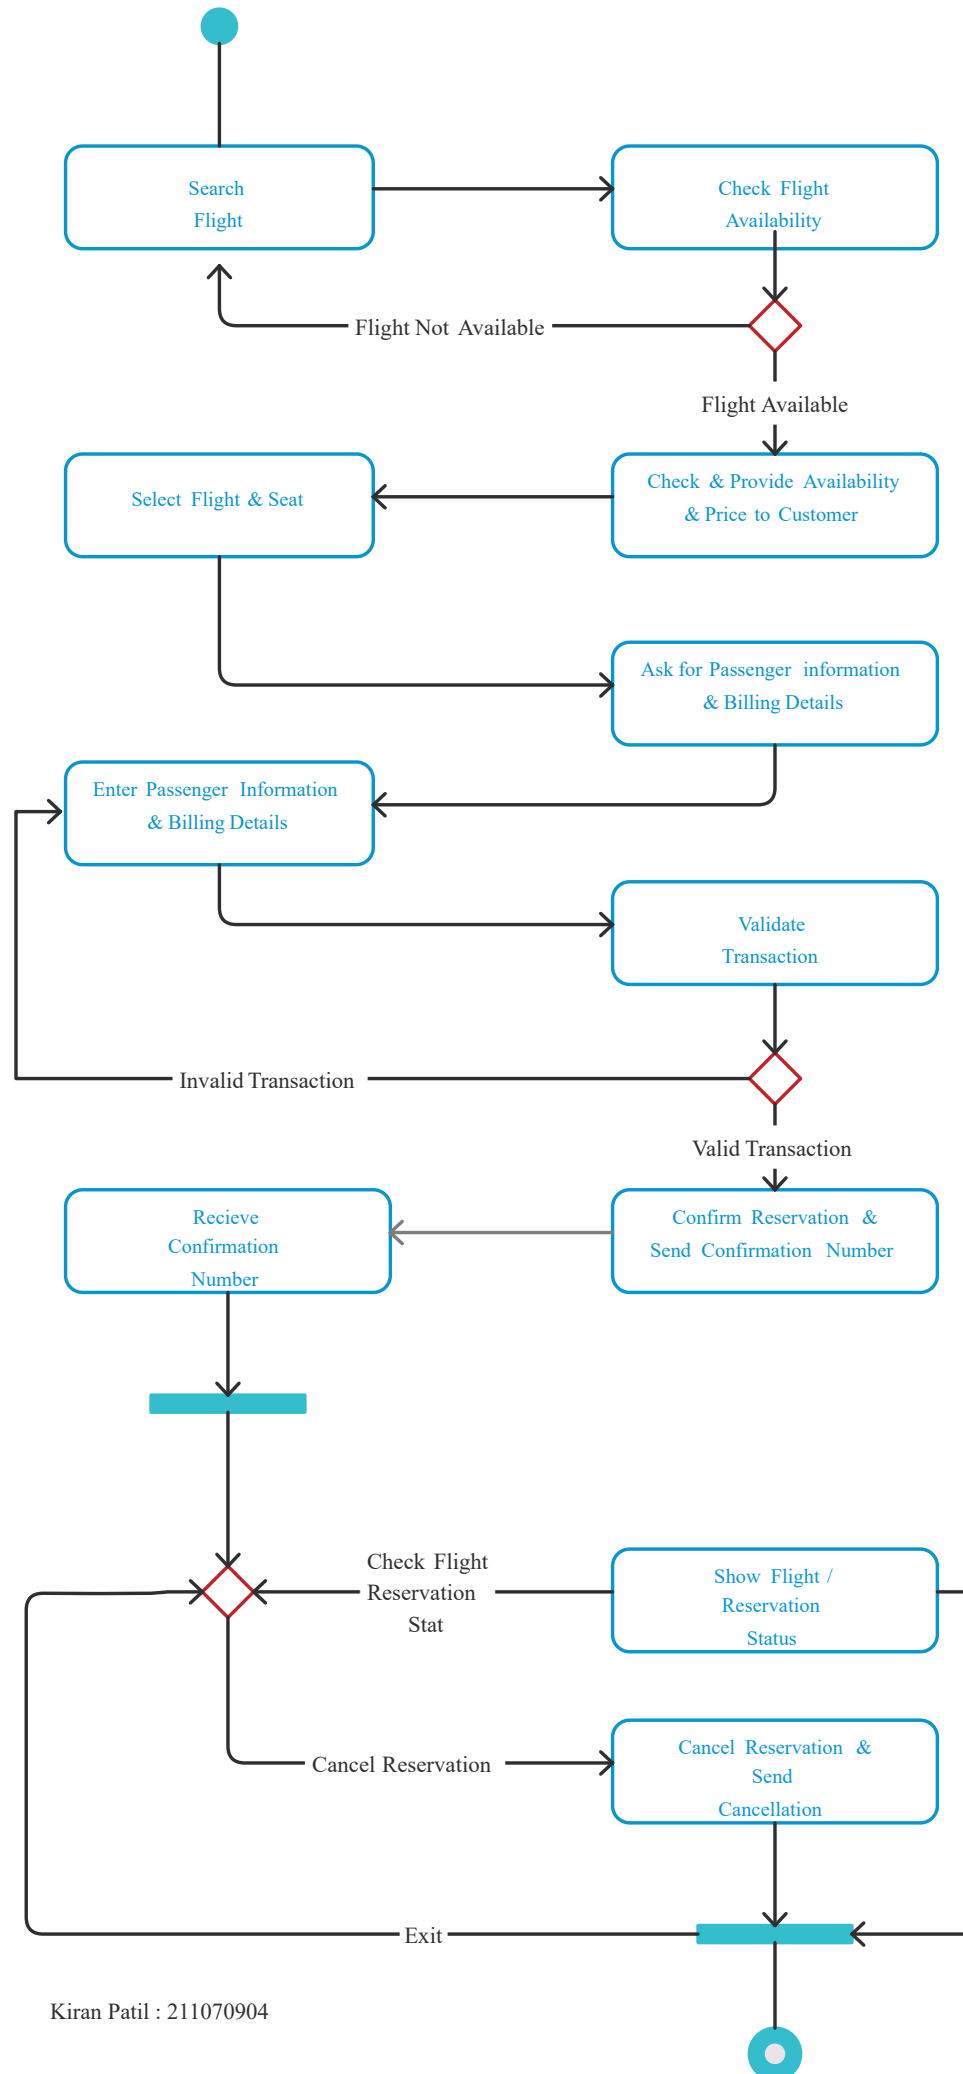 Search
Flight
Check Flight
Availability
Flight Not Available
Flight Available
Select Flight & Seat
Check & Provide Availability
& Price to Customer
Ask for Passenger information
& Billing Details
Enter Passenger Information
& Billing Details
Validate
Transaction
Invalid Transaction
Valid Transaction
Recieve
Confirmation
Number
Confirm Reservation &
Send Confirmation Number
Check Flight
Reservation
Stat
Show Flight /
Reservation
Status
Cancel Reservation
Cancel Reservation &
Send
Cancellation
Exit
Kiran Patil : 211070904